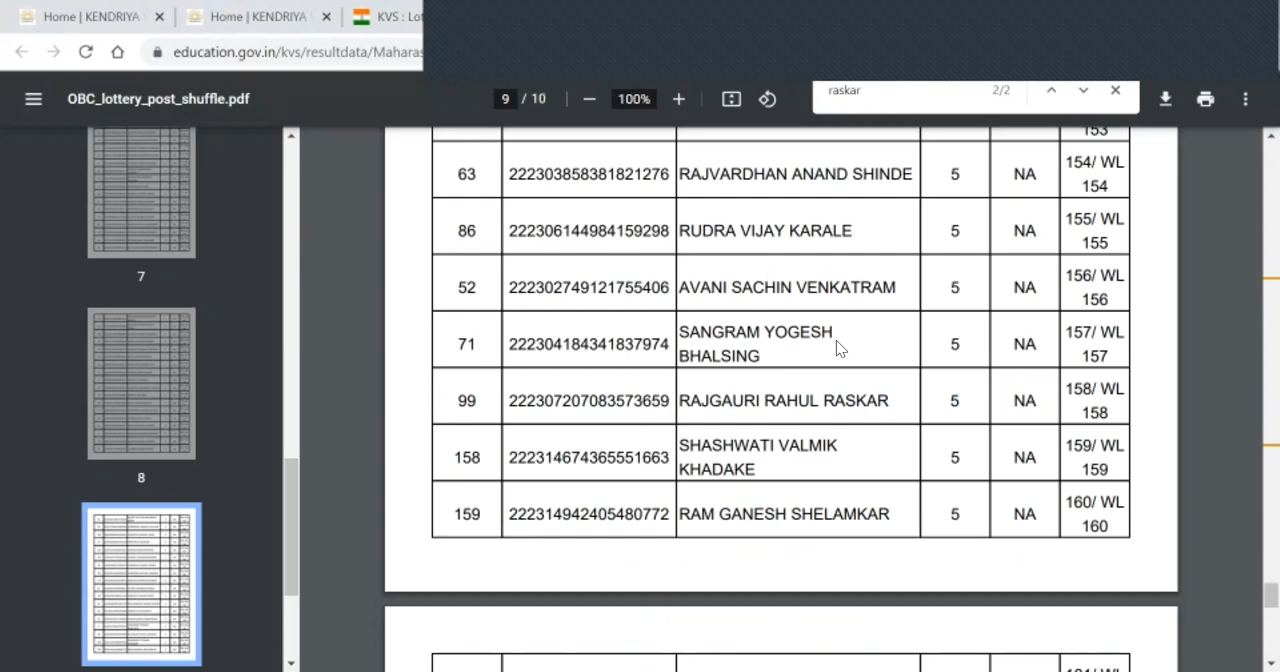 Home | KENDRIYA
Home | KENDRIYA
KVS : Lot
education.gov.in/kvs/resultdata/Maharas
OBC_lottery_post_shuffle.pdf
9 / 10
100%
raskar
2/2
7
8
153
63 222303858381821276 RAJVARDHAN ANAND SHINDE 5 NA 154/ WL
154
86 222306144984159298 RUDRA VIJAY KARALE 5 NA 155/ WL
155
52 222302749121755406 AVANI SACHIN VENKATRAM 5 NA 156/ WL
156
71 222304184341837974 SANGRAM YOGESH
BHALSING 5 NA 157/ WL
157
99 222307207083573659 RAJGAURI RAHUL RASKAR 5 NA 158/ WL
158
158 222314674365551663 SHASHWATI VALMIK
KHADAKE 5 NA 159/ WL
159
159 222314942405480772 RAM GANESH SHELAMKAR 5 NA 160/ WL
160